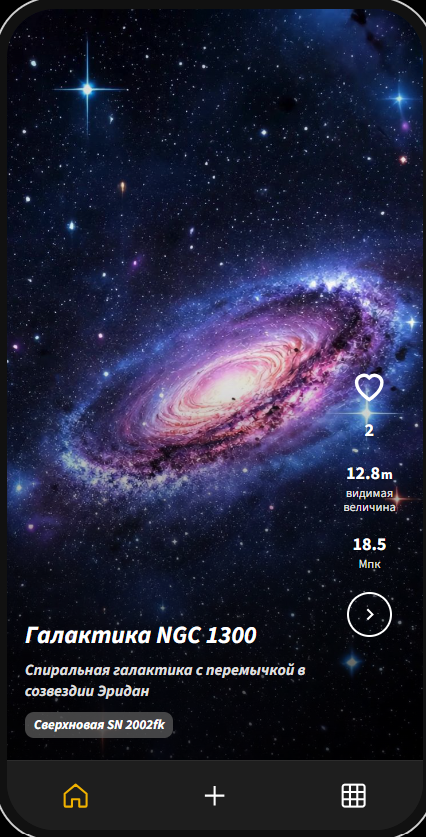 2
12.8m
видимая
величина
18.5
Мпк
Галактика NGC 1300
Спиральная галактика с перемычкой в
созвездии Эридан
Сверхновая SN 2002fk